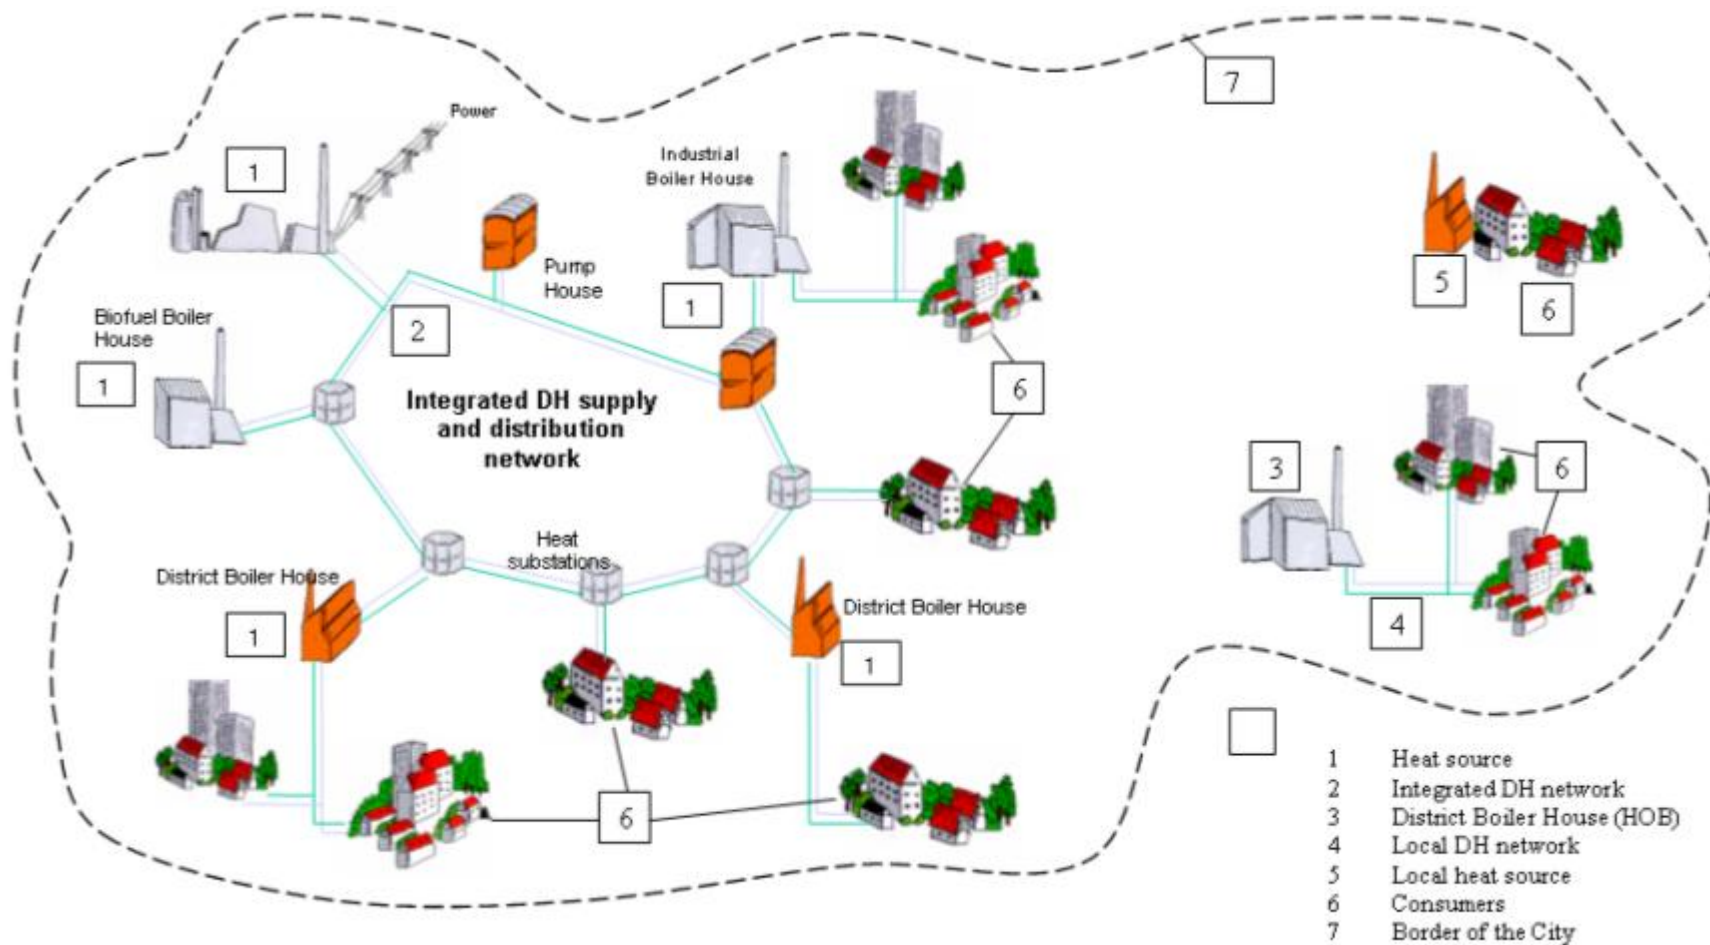 7
Power
1
Industrial
Boiler House
Pump
House
1
5
6
Biofuel Boiler
House
2
1
6
Integrated DH supply
and distribution
network
3
6
Heat
substations
District Boiler House
District Boiler House
1
1
4
6
1 Heat source
2 Integrated DH network
3 District Boiler House (HOB)
4 Local DH network
5 Local heat source
6 Consumers
7 Border of the City